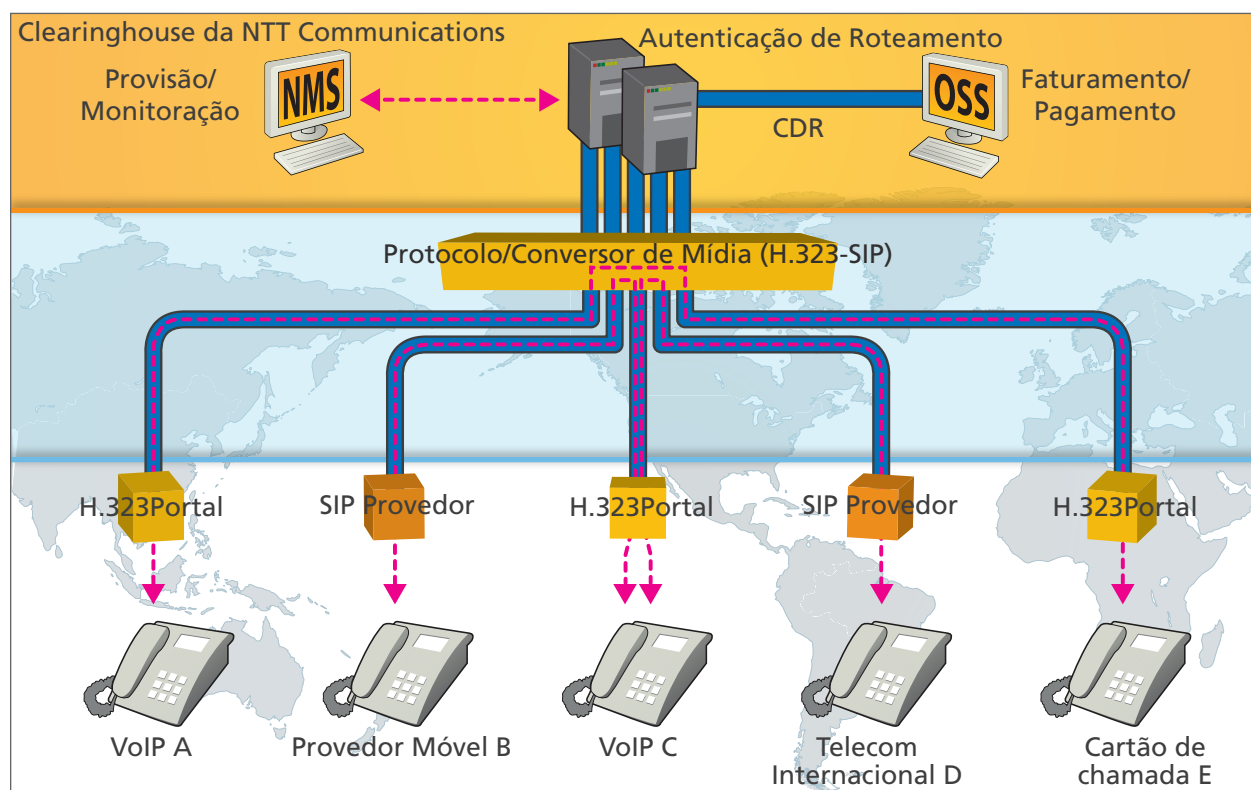 Clearinghouse da NTT Communications
Autenticação de Roteamento
Provisão/
Monitoração
NMS
OSS
Faturamento/
Pagamento
CDR
Protocolo/Conversor de Mídia (H.323-SIP)
H.323Portal
SIP Provedor
H.323Portal
SIP Provedor
H.323Portal
VoIP A
Provedor Móvel B
VoIP C
Telecom
Internacional D
Cartão de
chamada E